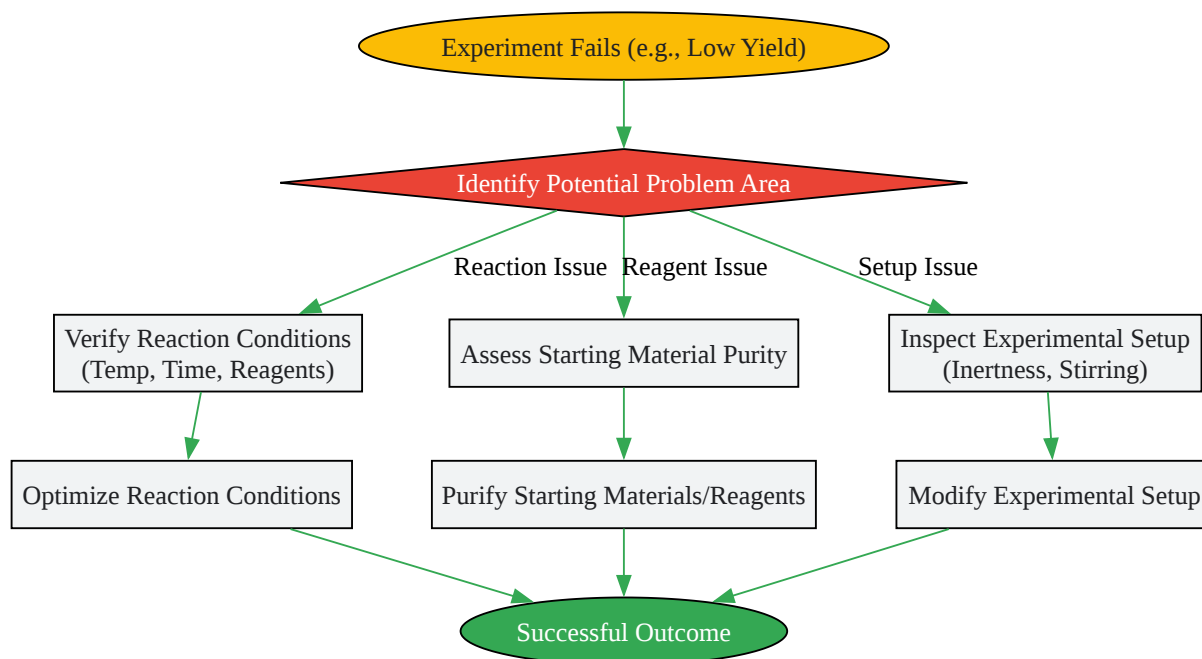 Experiment Fails (e.g., Low Yield)
Identify Potential Problem Area
Reaction Issue
Reagent Issue
Setup Issue
Verify Reaction Conditions
(Temp, Time, Reagents)
Assess Starting Material Purity
Inspect Experimental Setup
(Inertness, Stirring)
Optimize Reaction Conditions
Purify Starting Materials/Reagents
Modify Experimental Setup
Successful Outcome